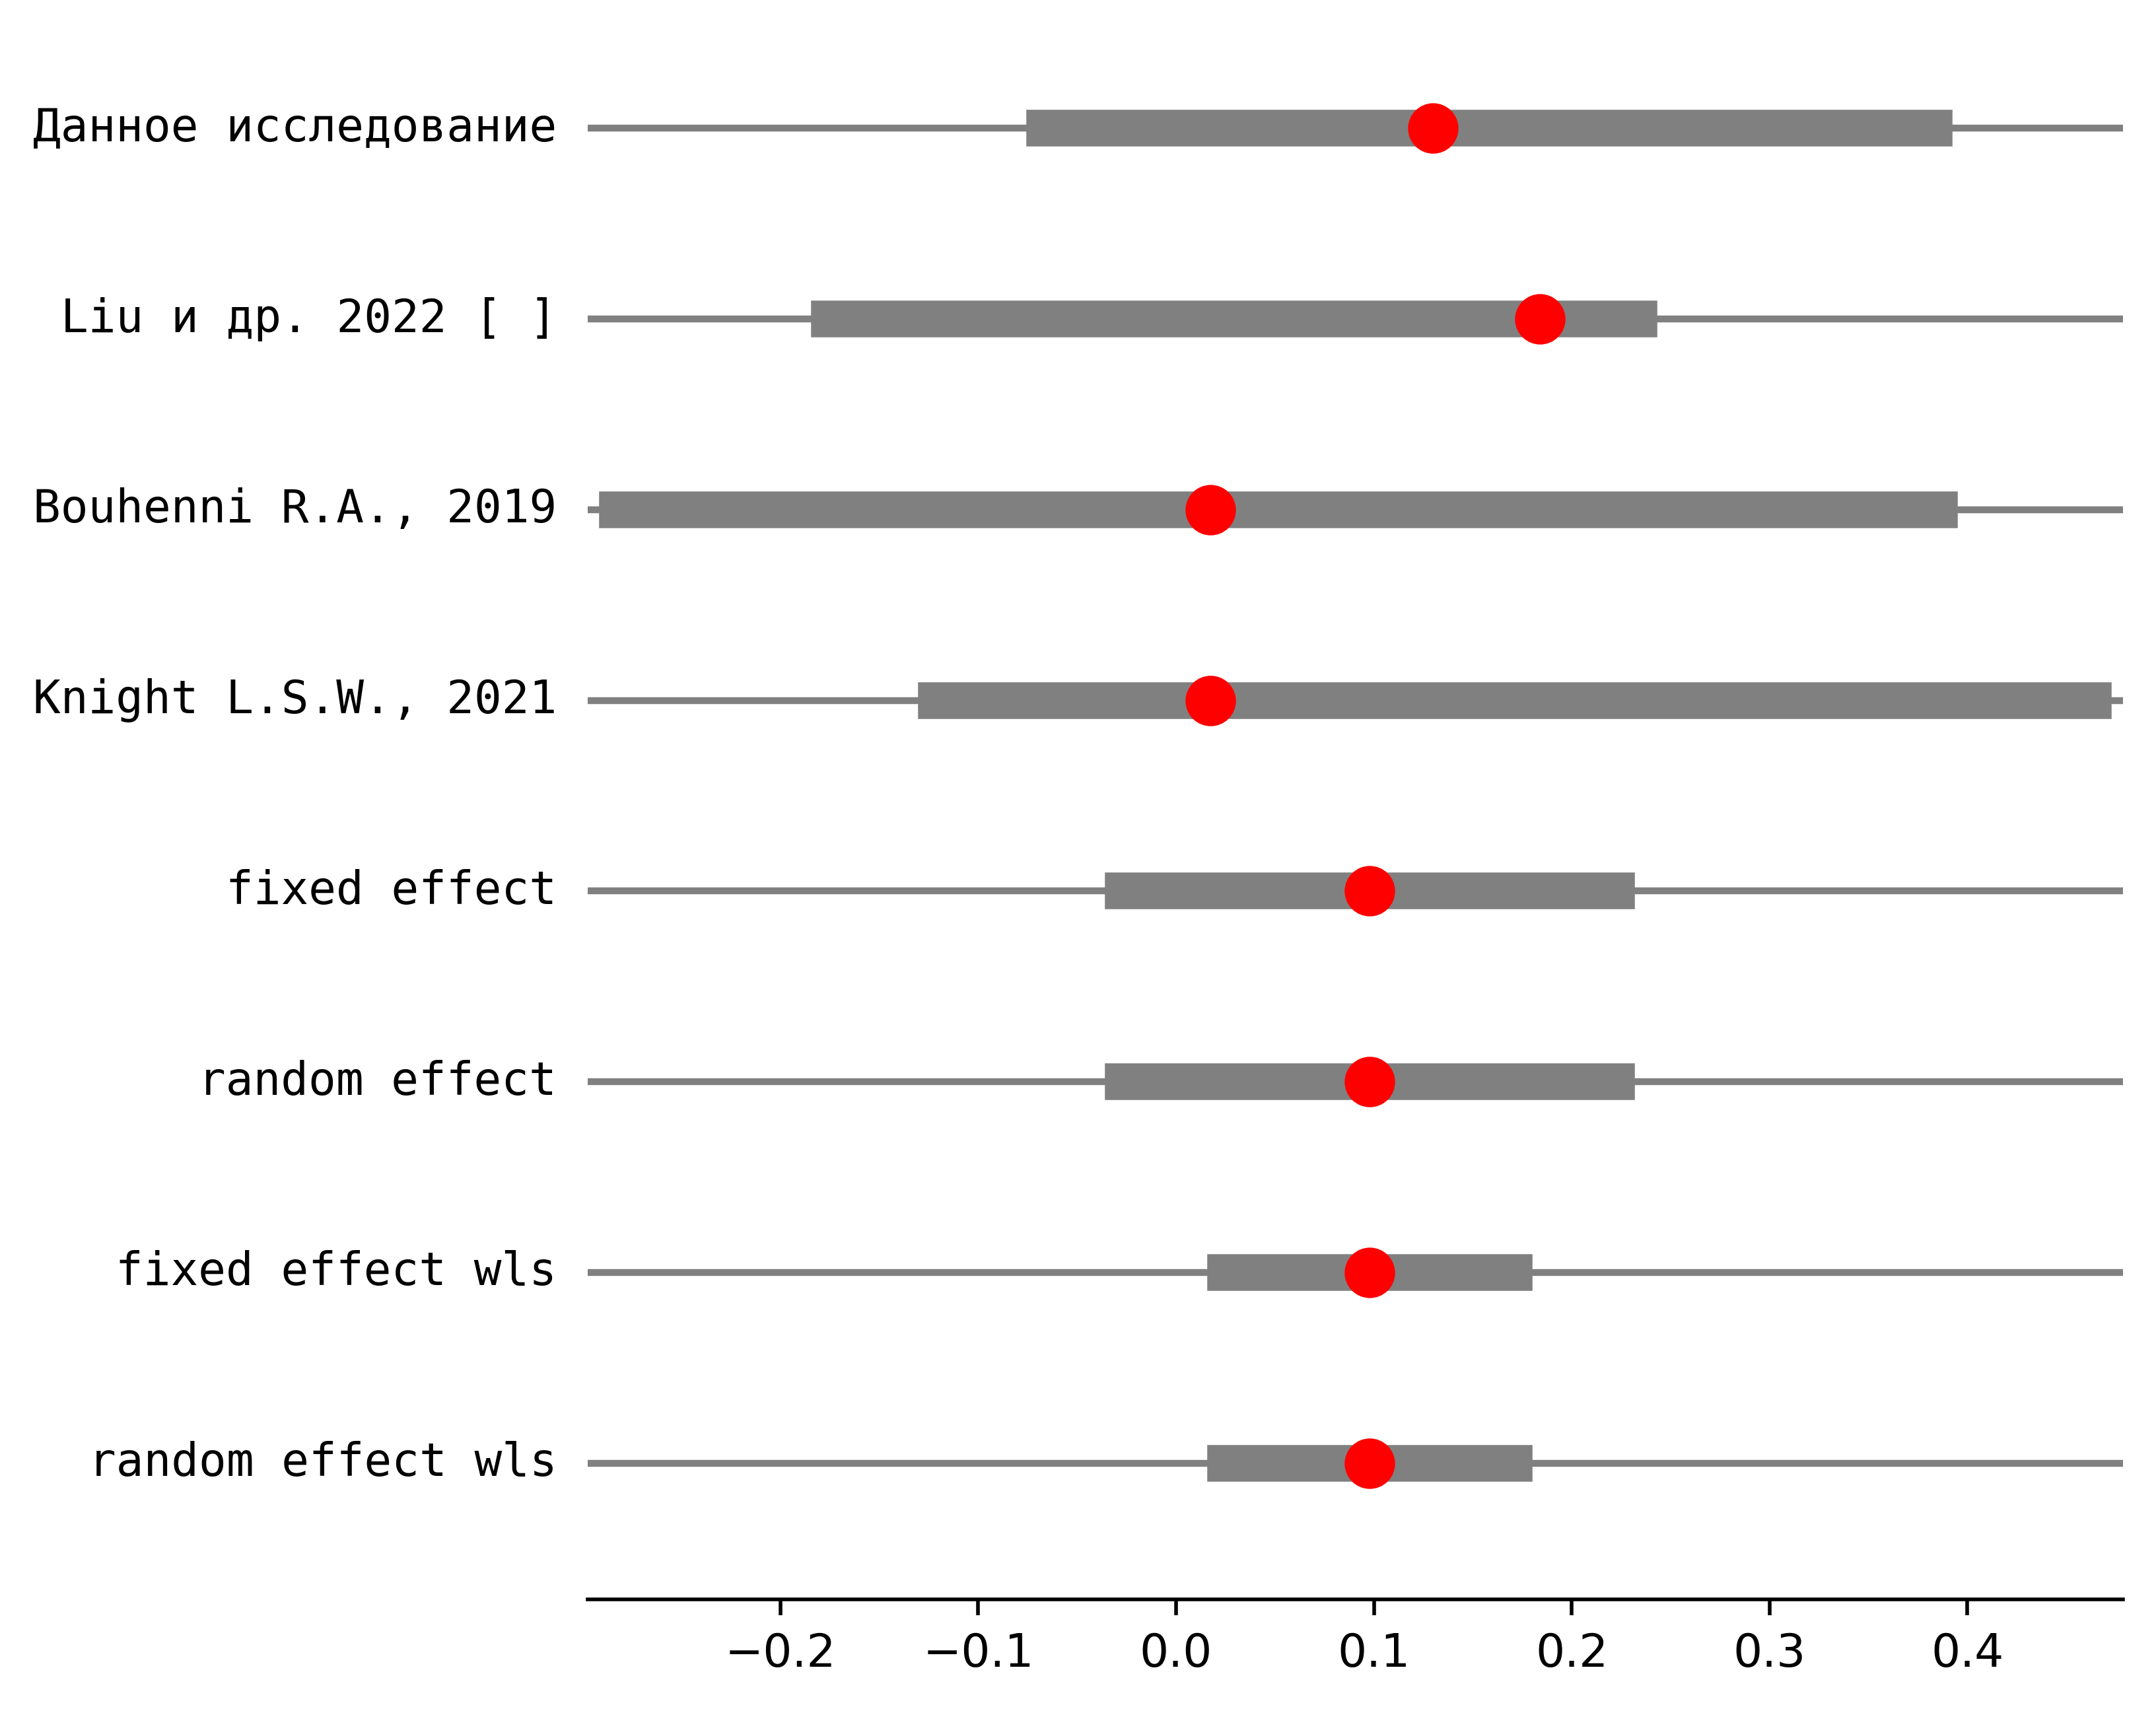 Данное исследование
Liu и др. 2022 [ ]
Bouhenni R.A., 2019
Knight L.S.W., 2021
fixed effect
random effect
fixed effect wls
random effect wls
−0.2 −0.1 0.0 0.1 0.2 0.3 0.4